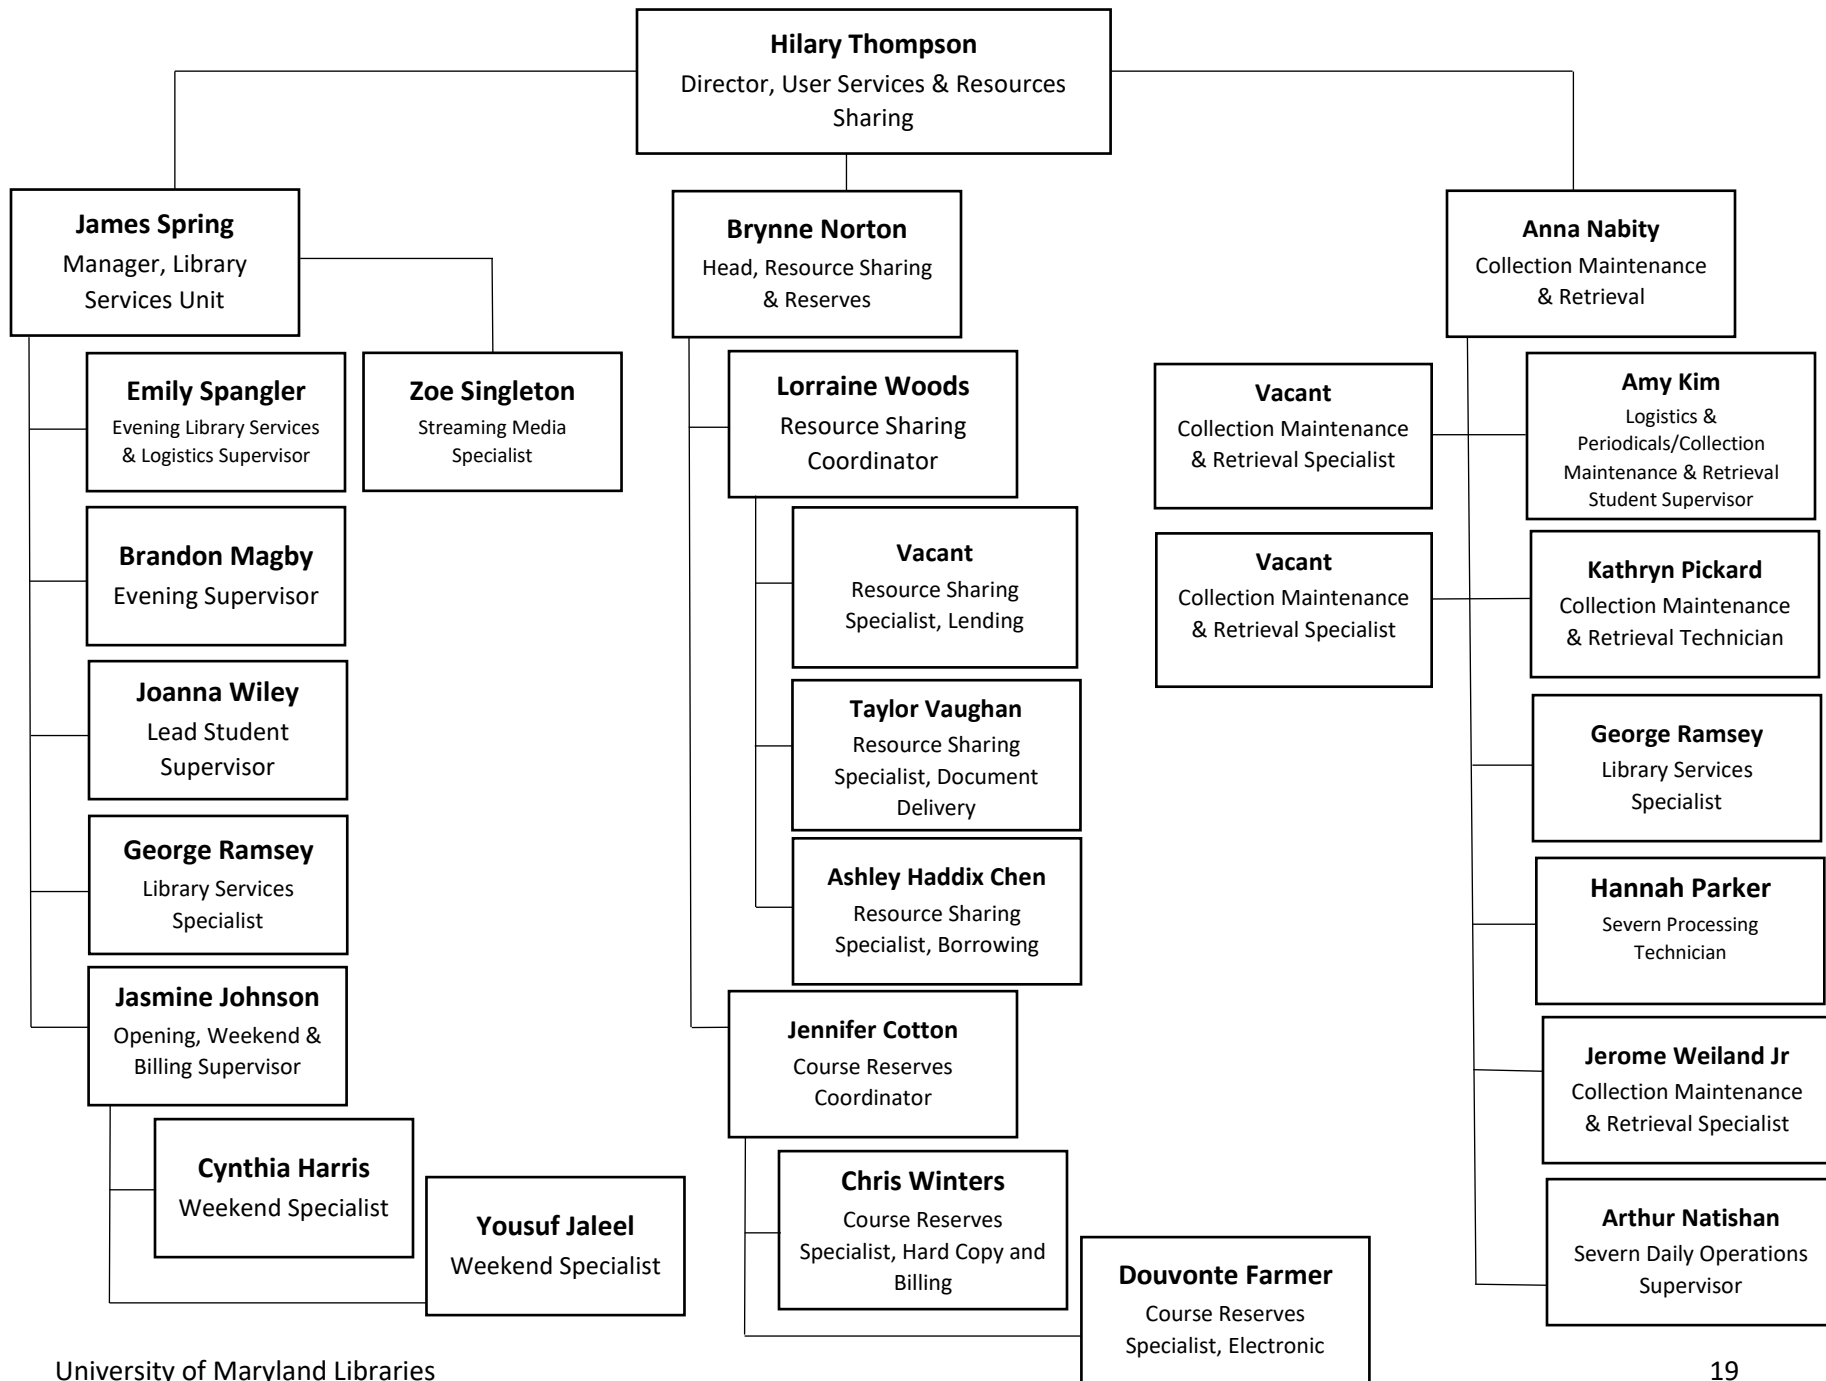 Hilary Thompson
Director, User Services & Resources
Sharing
James Spring
Manager, Library
Services Unit
Emily Spangler
Evening Library Services
& Logistics Supervisor
Zoe Singleton
Streaming Media
Specialist
Brandon Magby
Evening Supervisor
Joanna Wiley
Lead Student
Supervisor
George Ramsey
Library Services
Specialist
Jasmine Johnson
Opening, Weekend &
Billing Supervisor
Cynthia Harris
Weekend Specialist
Yousuf Jaleel
Weekend Specialist
Brynne Norton
Head, Resource Sharing
& Reserves
Lorraine Woods
Resource Sharing
Coordinator
Vacant
Resource Sharing
Specialist, Lending
Taylor Vaughan
Resource Sharing
Specialist, Document
Delivery
Ashley Haddix Chen
Resource Sharing
Specialist, Borrowing
Jennifer Cotton
Course Reserves
Coordinator
Chris Winters
Course Reserves
Specialist, Hard Copy and
Billing
Douvonte Farmer
Course Reserves
Specialist, Electronic
Anna Nabity
Collection Maintenance
& Retrieval
Vacant
Collection Maintenance
& Retrieval Specialist
Amy Kim
Logistics &
Periodicals/Collection
Maintenance & Retrieval
Student Supervisor
Vacant
Collection Maintenance
& Retrieval Specialist
Kathryn Pickard
Collection Maintenance
& Retrieval Technician
George Ramsey
Library Services
Specialist
Hannah Parker
Severn Processing
Technician
Jerome Weiland Jr
Collection Maintenance
& Retrieval Specialist
Arthur Natishan
Severn Daily Operations
Supervisor
University of Maryland Libraries
19